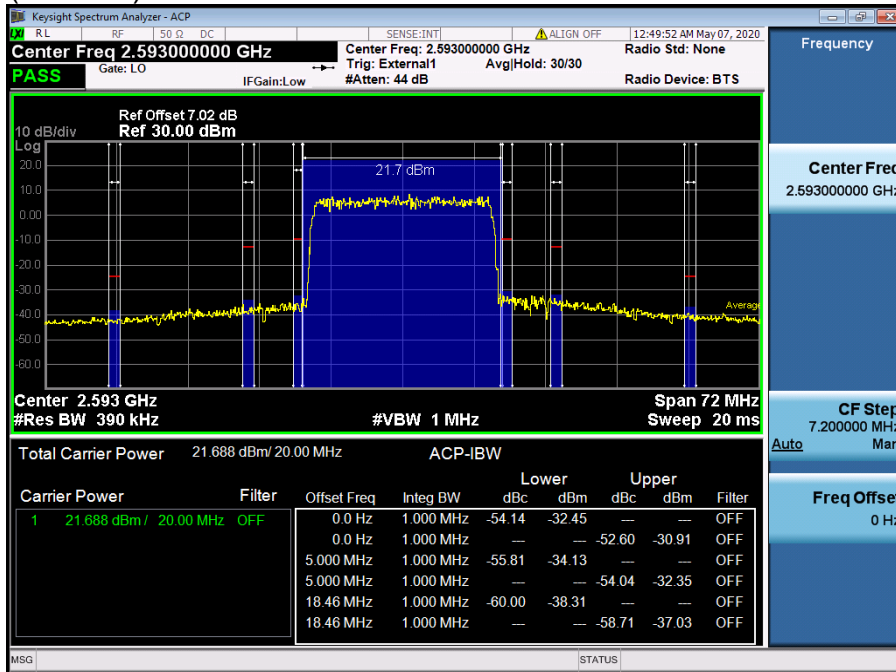 Keysight Spectrum Analyzer - ACP
LXI RL RF 50 Ω DC SENSE:INT ALIGN OFF 12:49:52 AM May 07, 2020
Center Freq 2.593000000 GHz
Center Freq: 2.593000000 GHz
Radio Std: None
Gate: LO
Trig: External1
Avg|Hold: 30/30
PASS
IFGain:Low
#Atten: 44 dB
Radio Device: BTS
Ref Offset 7.02 dB
10 dB/div Ref 30.00 dBm
Log
21.7 dBm
20.0
10.0
0.00
-10.0
-20.0
-30.0
-40.0
-50.0
-60.0
Average
Center 2.593 GHz Span 72 MHz
#Res BW 390 kHz #VBW 1 MHz Sweep 20 ms
Total Carrier Power 21.688 dBm/ 20.00 MHz ACP-IBW
Lower Upper
Carrier Power Filter Offset Freq Integ BW dBc dBm dBc dBm Filter
1 21.688 dBm / 20.00 MHz OFF 0.0 Hz 1.000 MHz -54.14 -32.45 --- --- OFF
0.0 Hz 1.000 MHz --- --- -52.60 -30.91 OFF
5.000 MHz 1.000 MHz -55.81 -34.13 --- --- OFF
5.000 MHz 1.000 MHz --- --- -54.04 -32.35 OFF
18.46 MHz 1.000 MHz -60.00 -38.31 --- --- OFF
18.46 MHz 1.000 MHz --- --- -58.71 -37.03 OFF
MSG STATUS
Frequency
Center Freq
2.593000000 GHz
CF Step
7.200000 MHz
Auto Man
Freq Offset
0 Hz